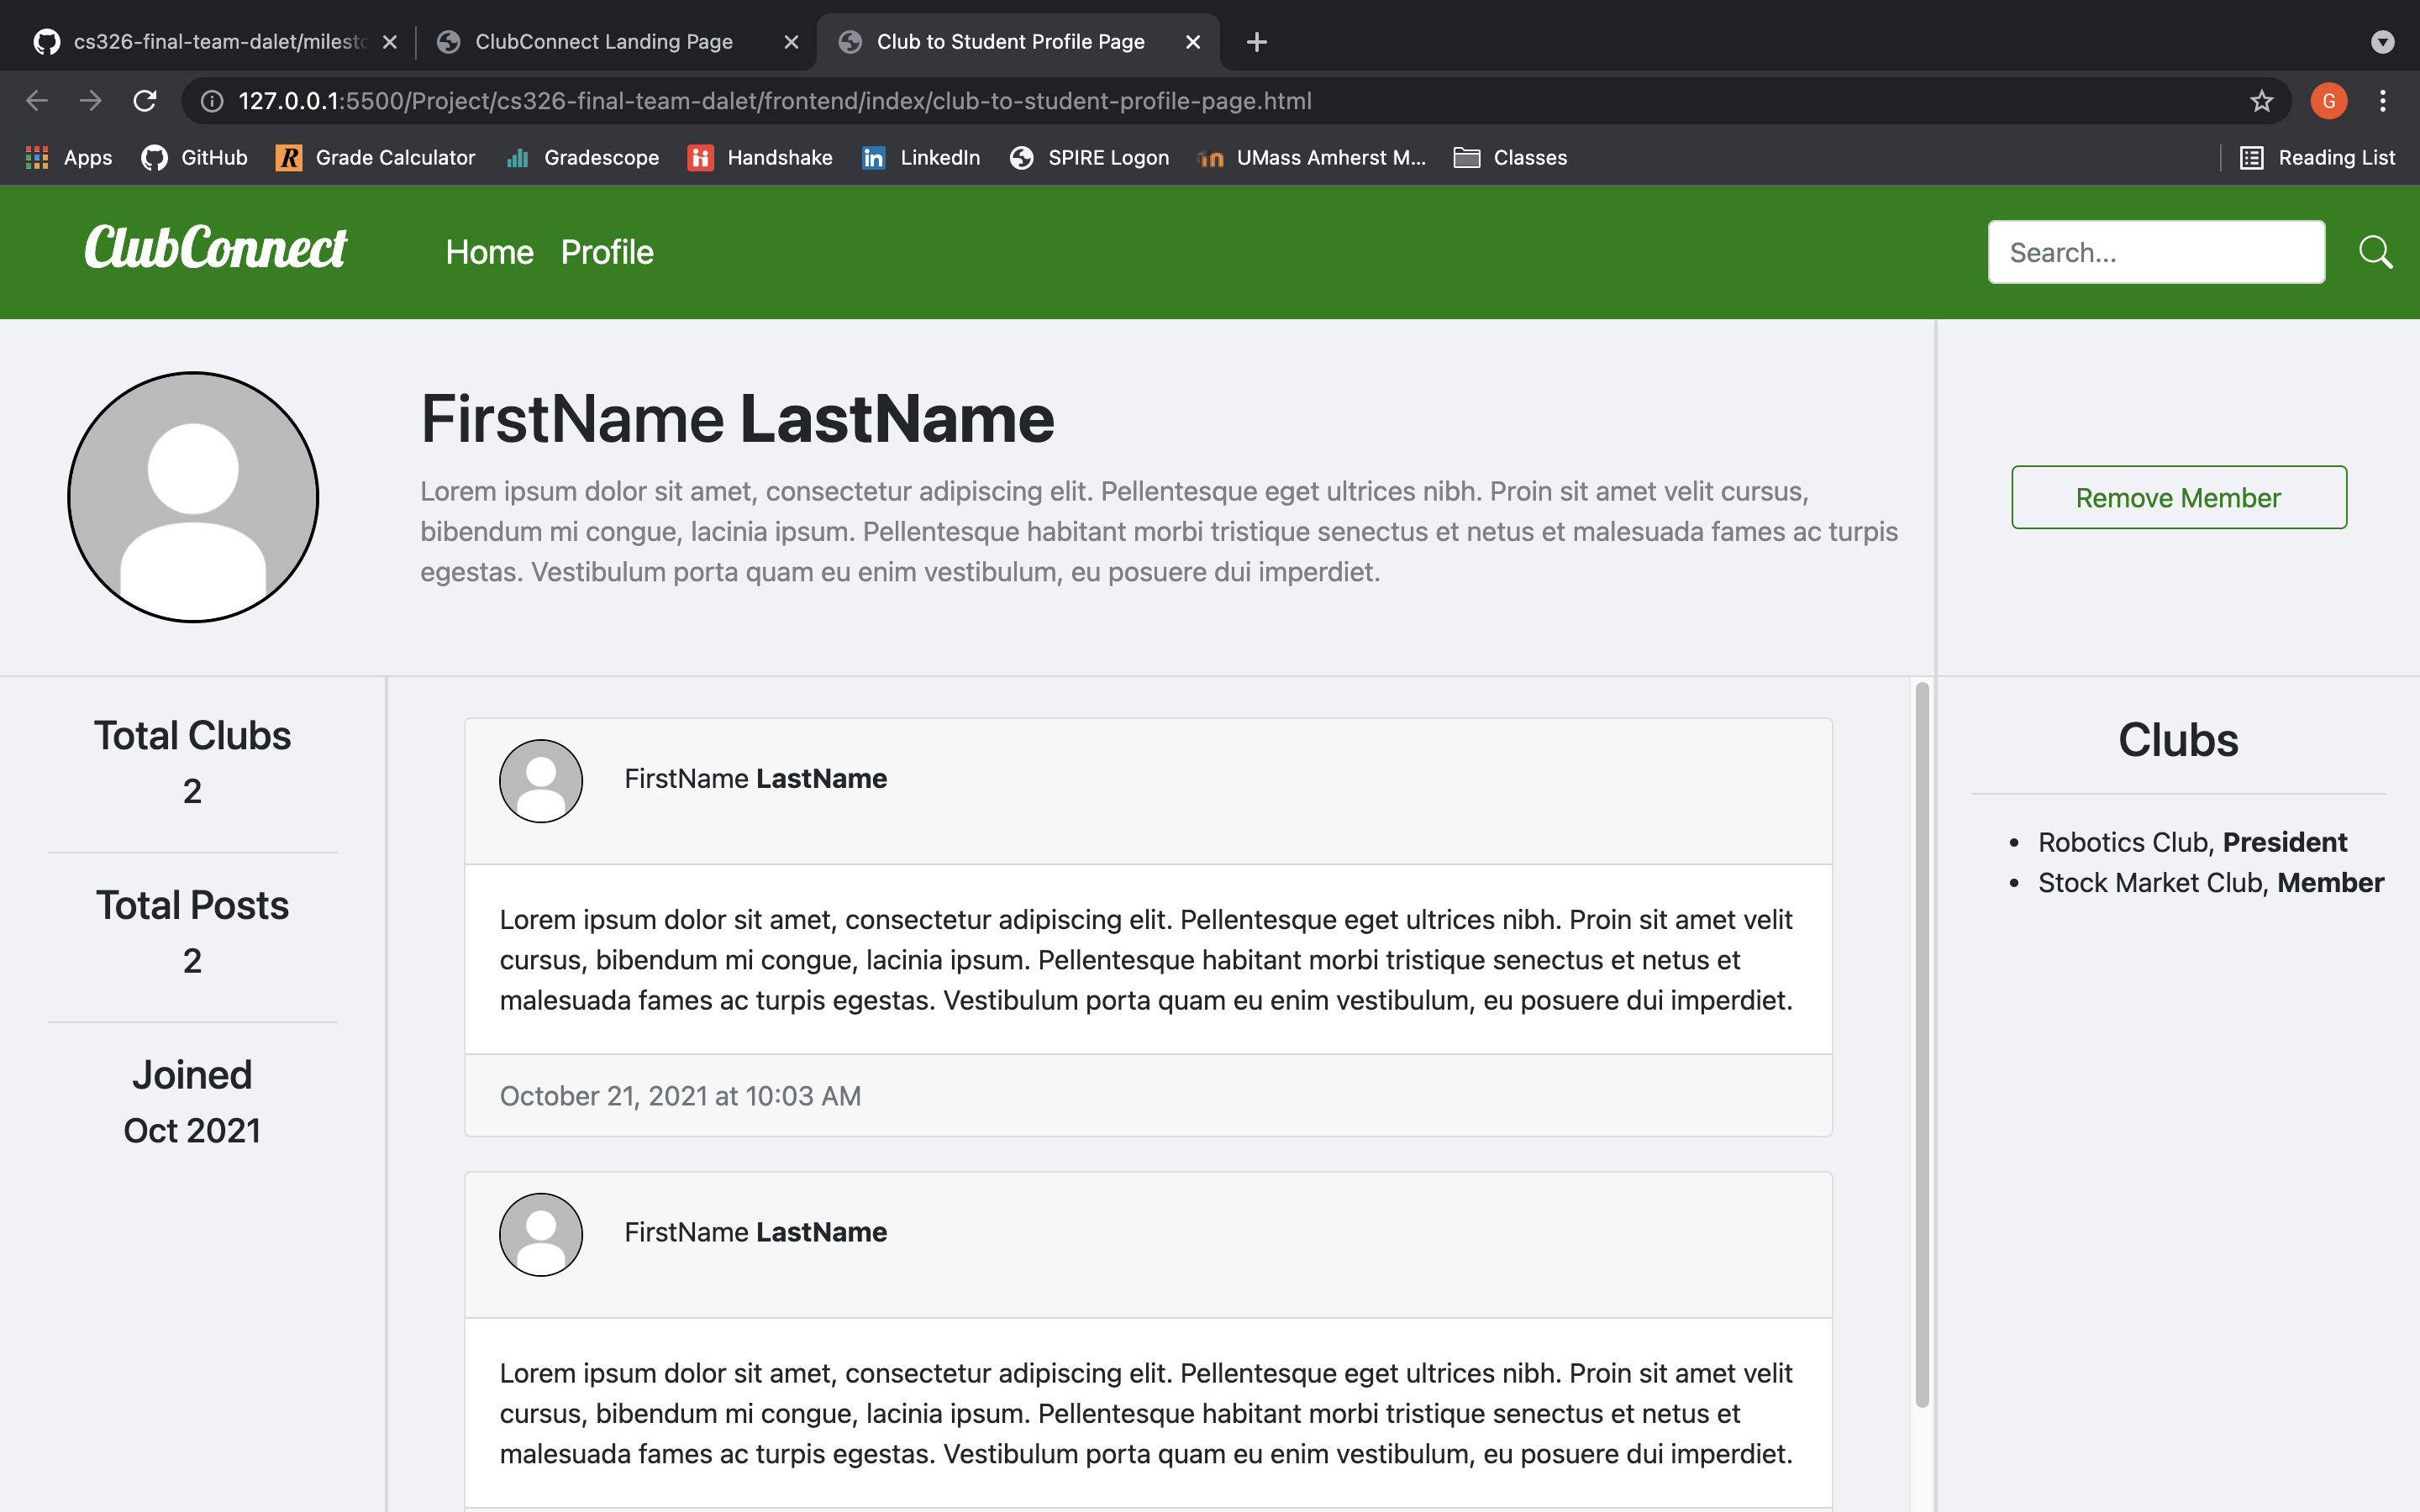 cs326-final-team-dalet/milesto
ClubConnect Landing Page
Club to Student Profile Page
127.0.0.1:5500/Project/cs326-final-team-dalet/frontend/index/club-to-student-profile-page.html
G
Apps
GitHub
R
Grade Calculator
Gradescope
Handshake
in
LinkedIn
SPIRE Logon
UMass Amherst M...
Classes
Reading List
ClubConnect
Home
Profile
Search...
FirstName LastName
Lorem ipsum dolor sit amet, consectetur adipiscing elit. Pellentesque eget ultrices nibh. Proin sit amet velit cursus,
bibendum mi congue, lacinia ipsum. Pellentesque habitant morbi tristique senectus et netus et malesuada fames ac turpis
egestas. Vestibulum porta quam eu enim vestibulum, eu posuere dui imperdiet.
Remove Member
Total Clubs
2
Total Posts
2
Joined
Oct 2021
FirstName LastName
Lorem ipsum dolor sit amet, consectetur adipiscing elit. Pellentesque eget ultrices nibh. Proin sit amet velit
cursus, bibendum mi congue, lacinia ipsum. Pellentesque habitant morbi tristique senectus et netus et
malesuada fames ac turpis egestas. Vestibulum porta quam eu enim vestibulum, eu posuere dui imperdiet.
October 21, 2021 at 10:03 AM
FirstName LastName
Lorem ipsum dolor sit amet, consectetur adipiscing elit. Pellentesque eget ultrices nibh. Proin sit amet velit
cursus, bibendum mi congue, lacinia ipsum. Pellentesque habitant morbi tristique senectus et netus et
malesuada fames ac turpis egestas. Vestibulum porta quam eu enim vestibulum, eu posuere dui imperdiet.
Clubs
• Robotics Club, President
• Stock Market Club, Member